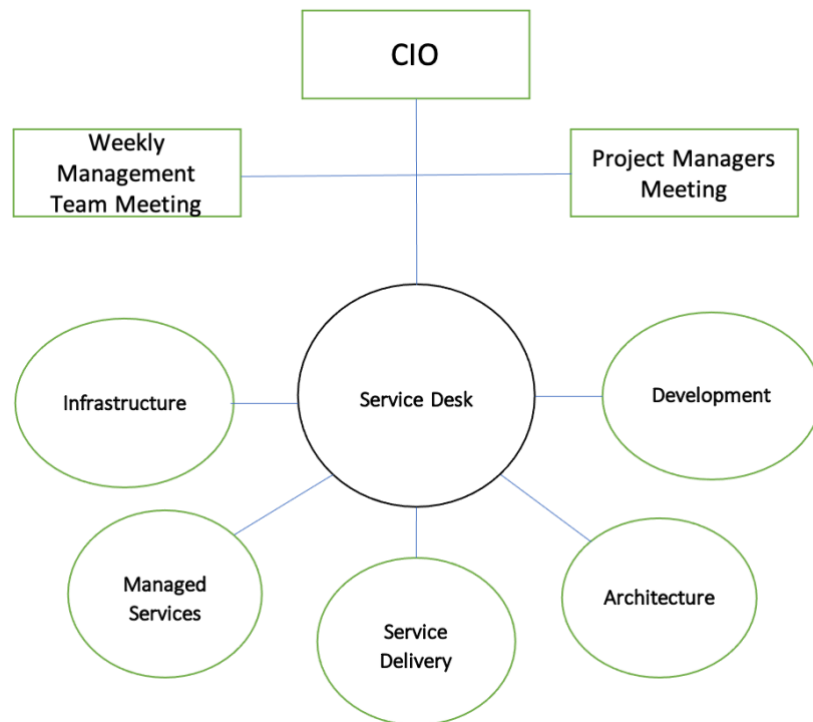 CIO
Weekly
Management
Team Meeting
Project Managers
Meeting
Infrastructure
Service Desk
Development
Managed
Services
Service
Delivery
Architecture